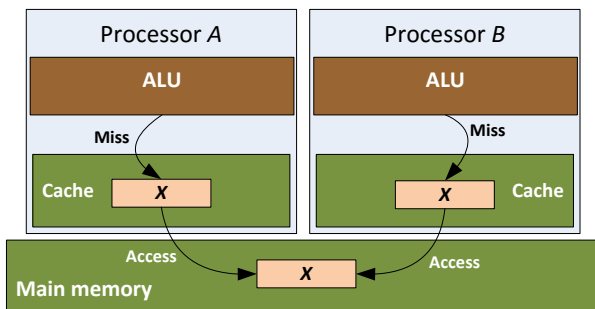 Processor A
Processor B
ALU
ALU
Miss
Miss
Cache
X
X
Cache
Access
X
Access
Main memory